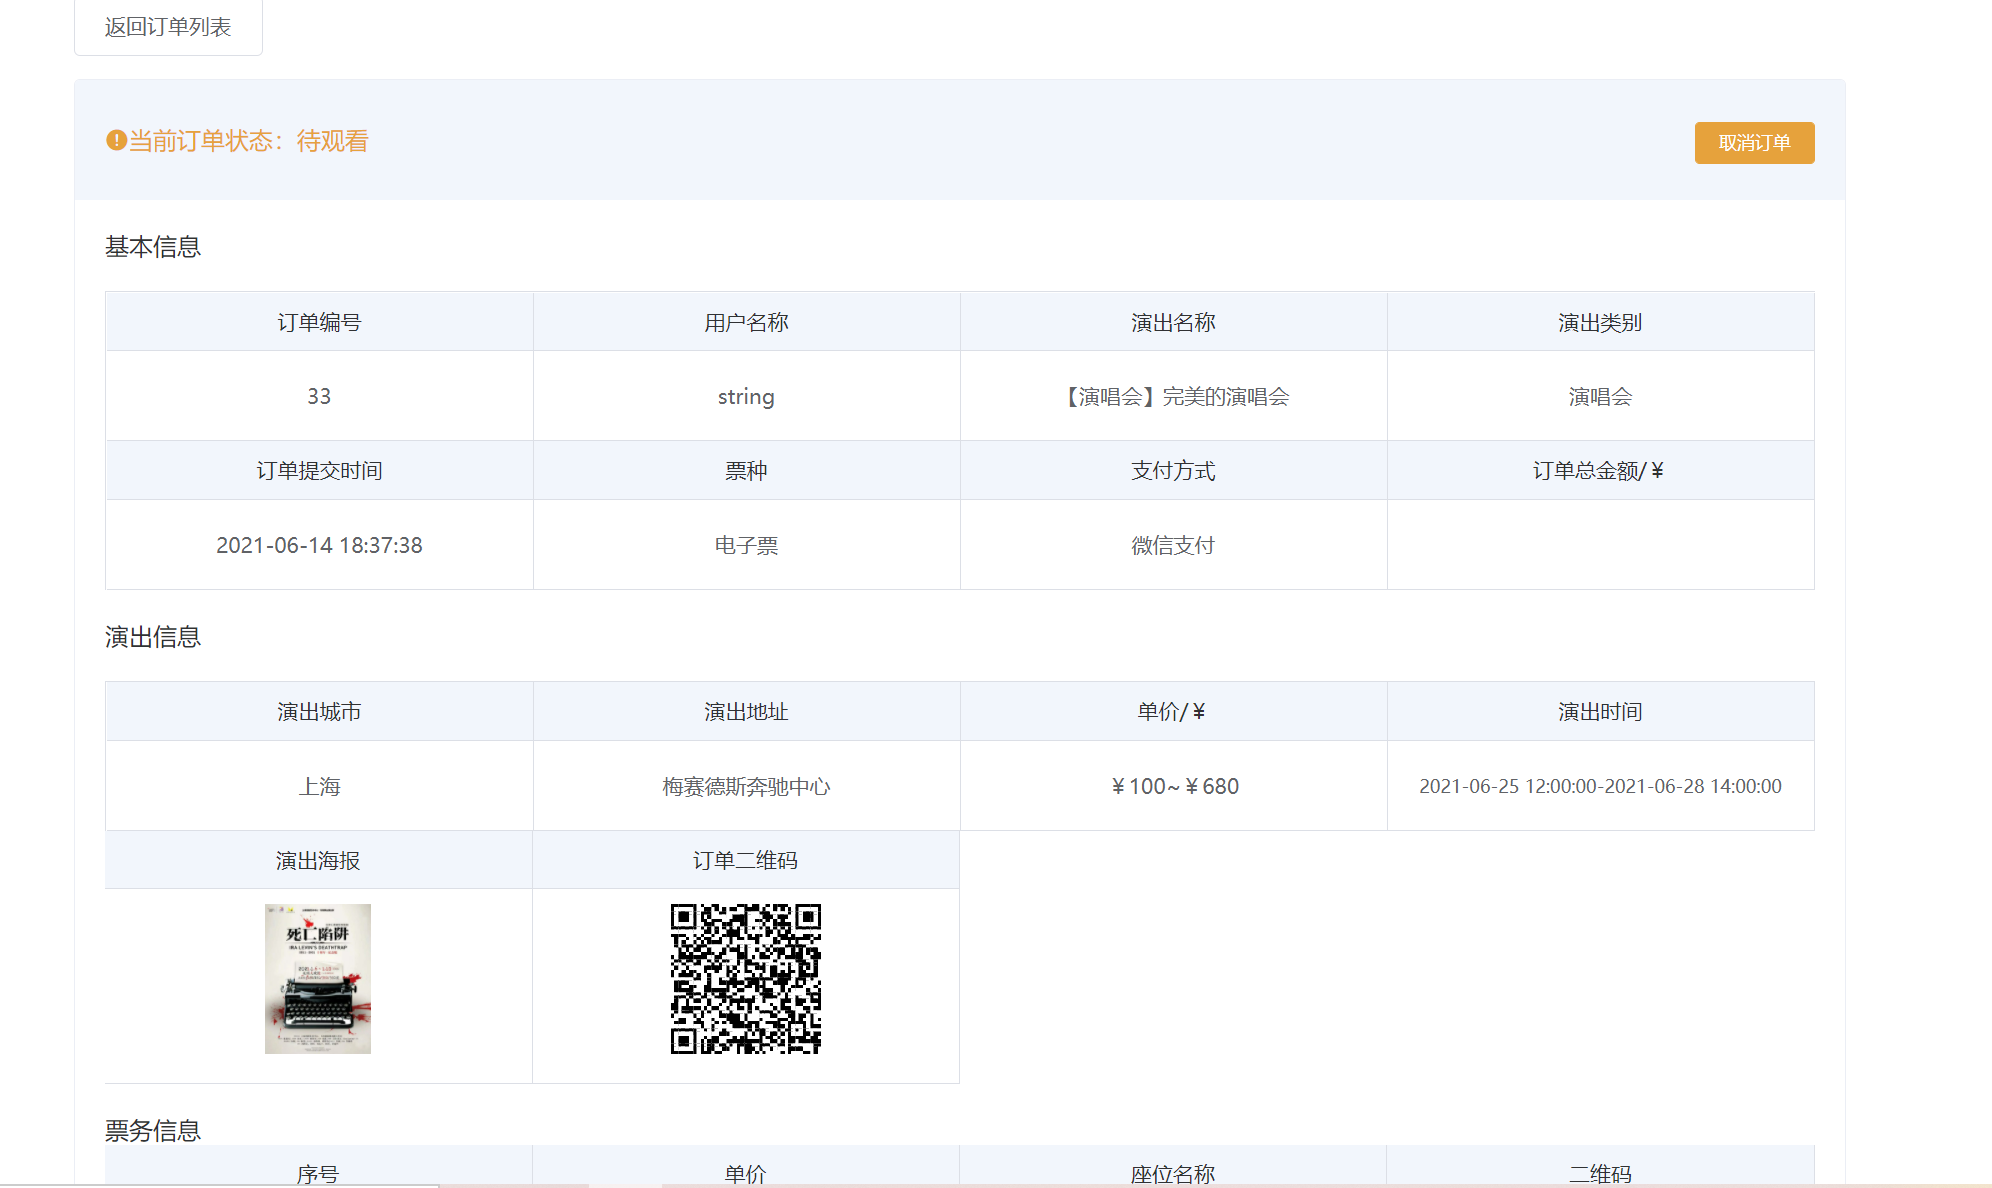 返回订单列表
当前订单状态：待观看
取消订单
基本信息
订单编号 用户名称 演出名称 演出类别
33 string 【演唱会】完美的演唱会 演唱会
订单提交时间 票种 支付方式 订单总金额/¥
2021-06-14 18:37:38 电子票 微信支付
演出信息
演出城市 演出地址 单价/¥ 演出时间
上海 梅赛德斯奔驰中心 ¥100~¥680 2021-06-25 12:00:00-2021-06-28 14:00:00
演出海报 订单二维码
死亡陷阱
IRA LEVIN'S DEATHTRAP
票务信息
序号 单价 座位名称 二维码